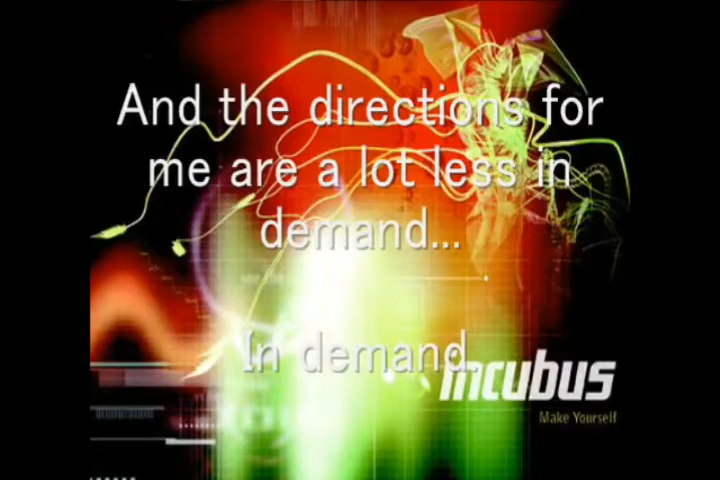 And the directions for
me are a lot less in
demand...
In demand.
incubus
Make Yourself